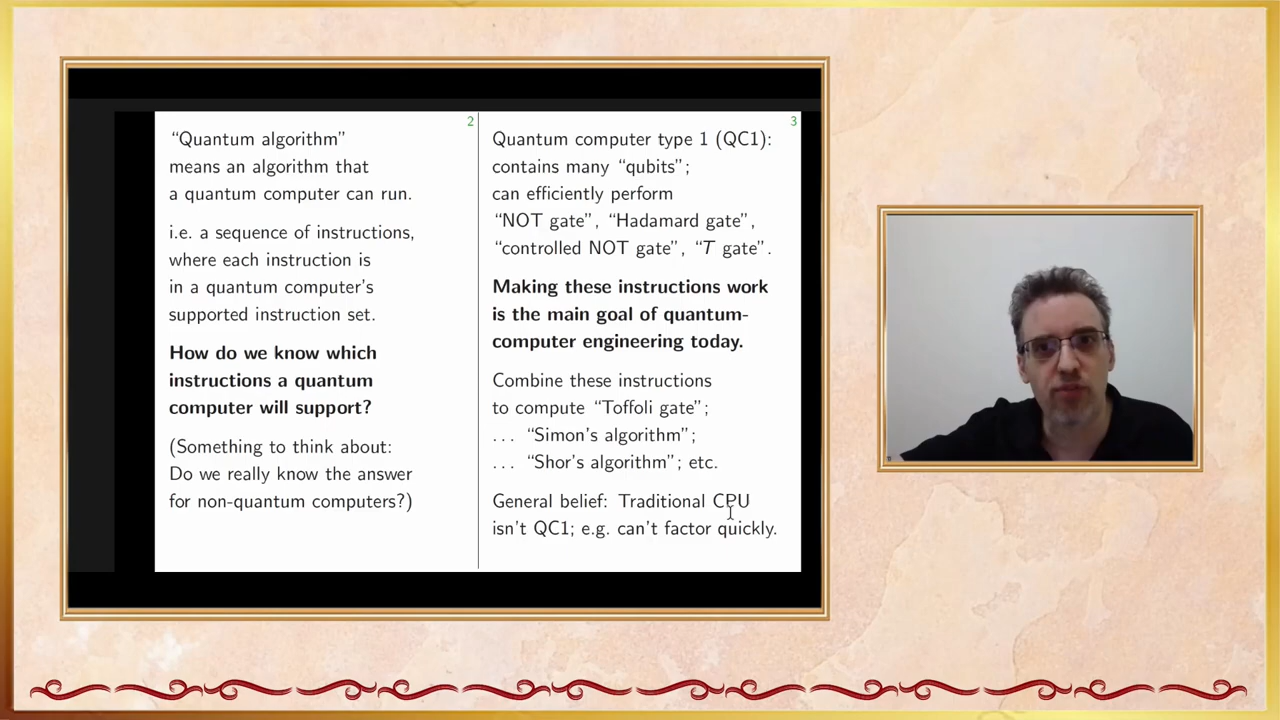 2
“Quantum algorithm”
means an algorithm that
a quantum computer can run.
i.e. a sequence of instructions,
where each instruction is
in a quantum computer's
supported instruction set.
How do we know which
instructions a quantum
computer will support?
(Something to think about:
Do we really know the answer
for non-quantum computers?)
3
Quantum computer type 1 (QC1):
contains many “qubits”;
can efficiently perform
“NOT gate”, “Hadamard gate”,
“controlled NOT gate”, “T gate”.
Making these instructions work
is the main goal of quantum-
computer engineering today.
Combine these instructions
to compute “Toffoli gate”;
... “Simon's algorithm”;
... “Shor's algorithm”; etc.
General belief: Traditional CPU
isn't QC1; e.g. can't factor quickly.